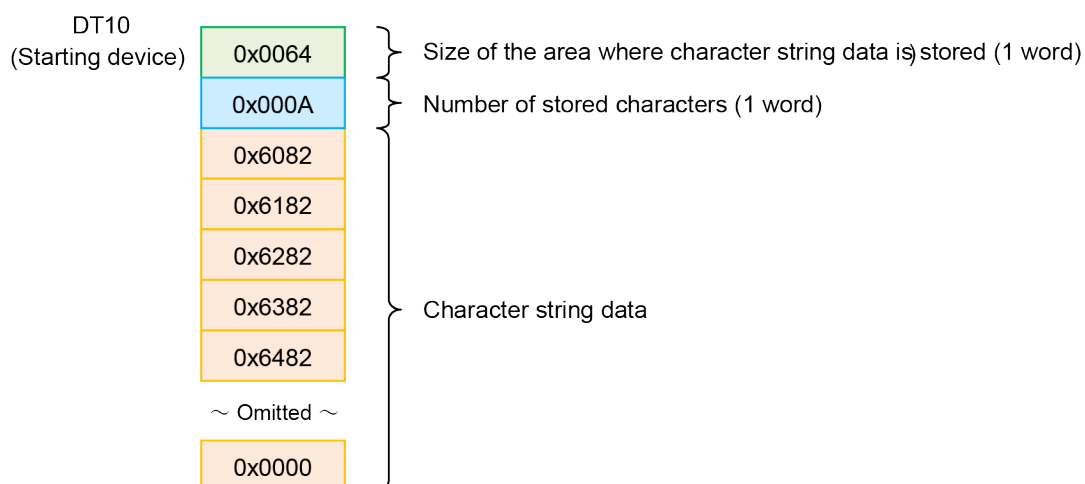 DT10
(Starting device)
0x0064
Size of the area where character string data is) stored (1 word)
0x000A
Number of stored characters (1 word)
0x6082
0x6182
0x6282
0x6382
Character string data
0x6482
～ Omitted ～
0x0000